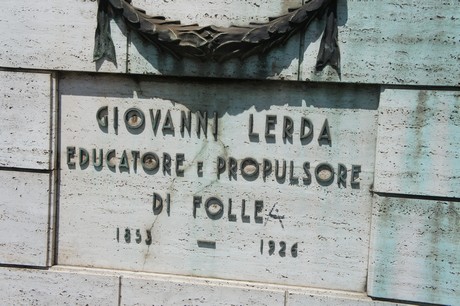 GIOVANNI LERDA
EDUCATORE E PROPULSORE
DI FOLLE
1853 – 1926